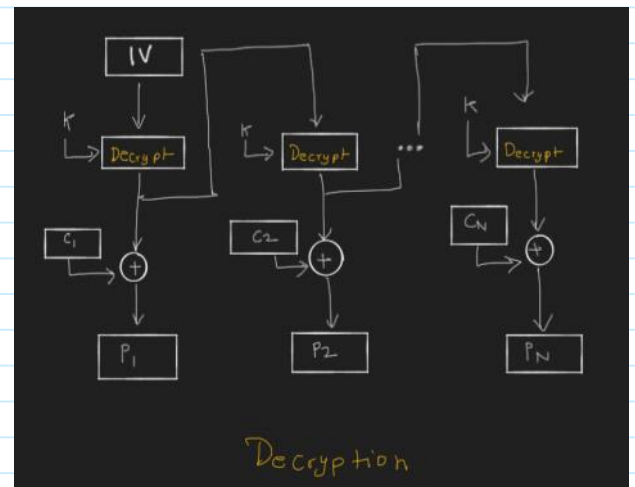 IV
K K ... K
Decrypt Decrypt Decrypt
C1 C2 CN
+ + +
P1 P2 PN
Decryption